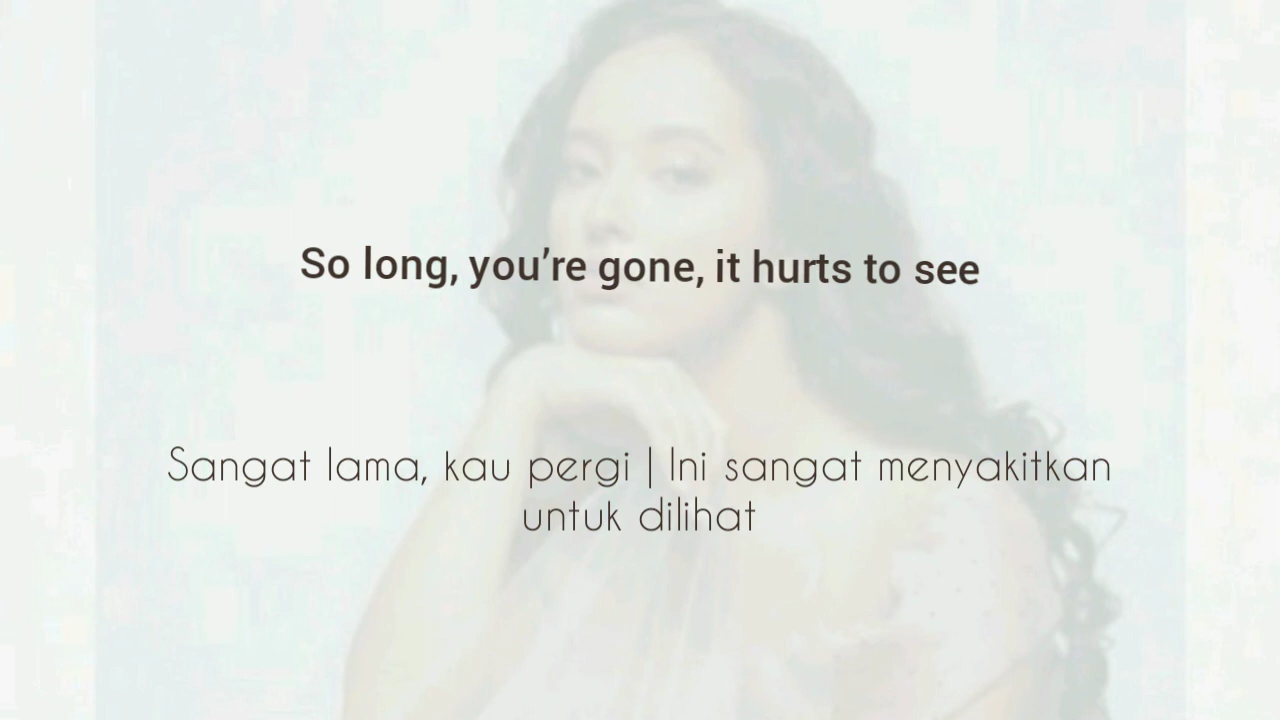 So long, you’re gone, it hurts to see
Sangat lama, kau pergi | Ini sangat menyakitkan
untuk dilihat